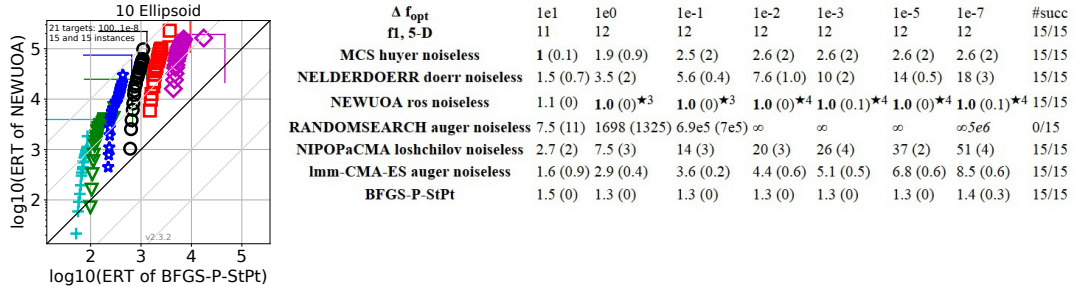 10 Ellipsoid
21 targets: 100..1e-8
15 and 15 instances
5
4
3
2
2
3
4
5
v2.3.2
log10(ERT of NEWUOA)
log10(ERT of BFGS-P-StPt)
Δ fopt 1e1 1e0 1e-1 1e-2 1e-3 1e-5 1e-7 #succ
f1, 5-D 11 12 12 12 12 12 12 15/15
MCS huyer noiseless 1 (0.1) 1.9 (0.9) 2.5 (2) 2.6 (2) 2.6 (2) 2.6 (2) 2.6 (2) 15/15
NELDERDOERR doerr noiseless 1.5 (0.7) 3.5 (2) 5.6 (0.4) 7.6 (1.0) 10 (2) 14 (0.5) 18 (3) 15/15
NEWUOA ros noiseless 1.1 (0) 1.0 (0)★3 1.0 (0)★3 1.0 (0)★4 1.0 (0.1)★4 1.0 (0)★4 1.0 (0.1)★4 15/15
RANDOMSEARCH auger noiseless 7.5 (11) 1698 (1325) 6.9e5 (7e5) ∞ ∞ ∞ ∞5e6 0/15
NIPOPaCMA loshchilov noiseless 2.7 (2) 7.5 (3) 14 (3) 20 (3) 26 (4) 37 (2) 51 (4) 15/15
lmm-CMA-ES auger noiseless 1.6 (0.9) 2.9 (0.4) 3.6 (0.2) 4.4 (0.6) 5.1 (0.5) 6.8 (0.6) 8.5 (0.6) 15/15
BFGS-P-StPt 1.5 (0) 1.3 (0) 1.3 (0) 1.3 (0) 1.3 (0) 1.3 (0) 1.4 (0.3) 15/15